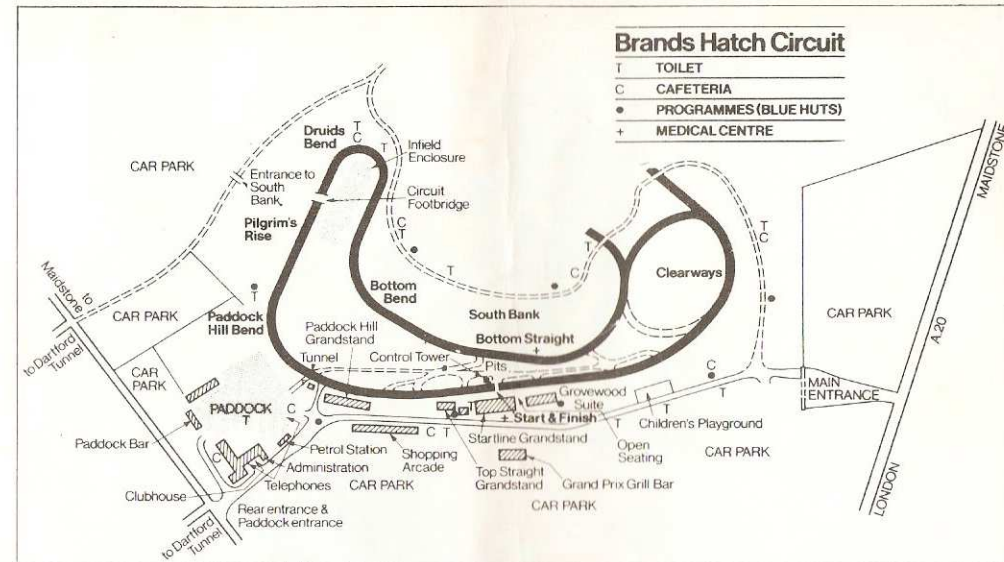 Brands Hatch Circuit
T TOILET
C CAFETERIA
● PROGRAMMES (BLUE HUTS)
+ MEDICAL CENTRE
Druids
Bend
T
C
T
Infield
Enclosure
CAR PARK
Entrance to
South
Bank
Circuit
Footbridge
Pilgrim's
Rise
C
T
T
T
C
T
C
Clearways
MAIDSTONE
A.20
LONDON
CAR PARK
MAIN
ENTRANCE
Maidstone
to
to Dartford
Tunnel
CAR PARK
T
Paddock
Hill Bend
Bottom
Bend
South Bank
Bottom Straight
+
Paddock Hill
Grandstand
Tunnel
Control Tower
Pits
CAR
PARK
PADDOCK
T
C
C
Grovewood
Suite
C
T
+ Start & Finish
T
T
T
Children's Playground
Paddock Bar
Petrol Station
Administration
Telephones
Clubhouse
C
Shopping
Arcade
C
T
Startline Grandstand
Open
Seating
CAR PARK
Top Straight
Grandstand
Grand Prix Grill Bar
CAR PARK
CAR PARK
Rear entrance &
Paddock entrance
to Dartford
Tunnel